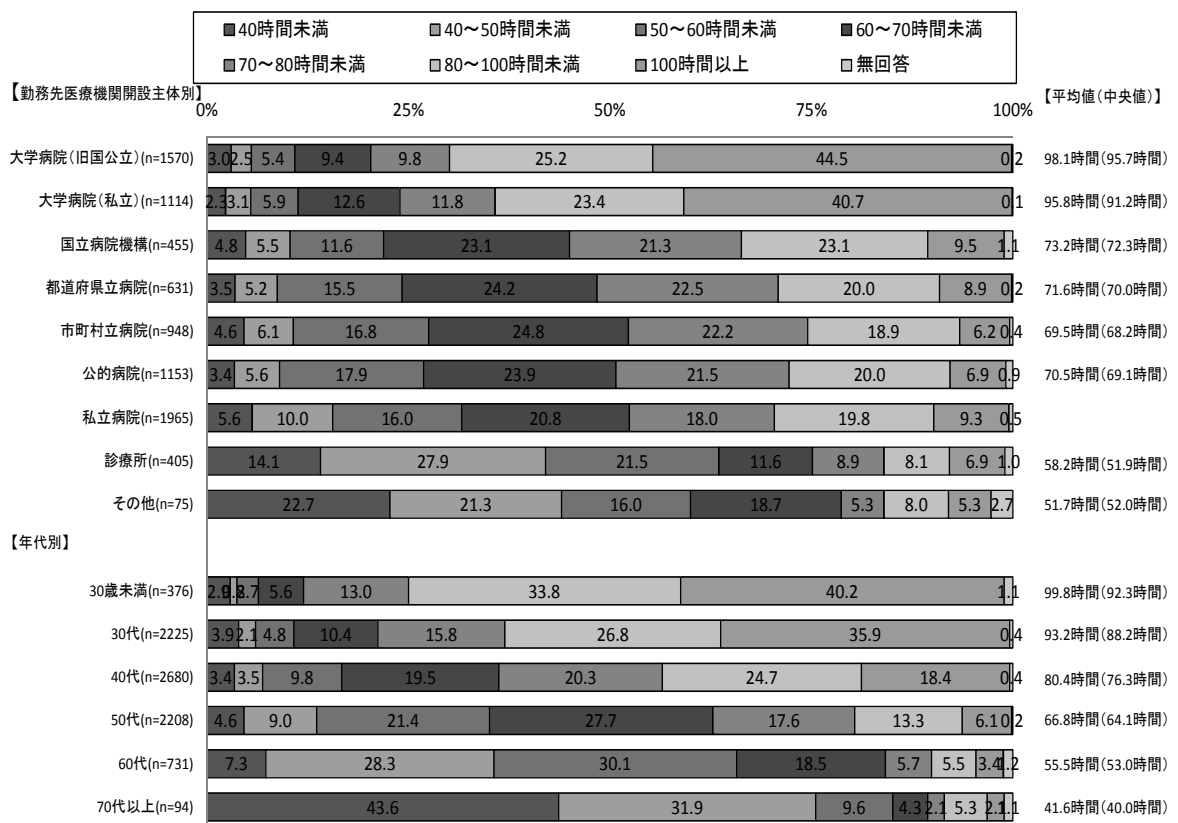 ■40時間未満 ■40～50時間未満 ■50～60時間未満 ■60～70時間未満
■70～80時間未満 ■80～100時間未満 ■100時間以上 ■無回答
【勤務先医療機関開設主体別】 0% 25% 50% 75% 100% 【平均値(中央値)】
大学病院(旧国公立)(n=1570) 3.0 2.5 5.4 9.4 9.8 25.2 44.5 0.2 98.1時間(95.7時間)
大学病院(私立)(n=1114) 2.3 3.1 5.9 12.6 11.8 23.4 40.7 0.1 95.8時間(91.2時間)
国立病院機構(n=455) 4.8 5.5 11.6 23.1 21.3 23.1 9.5 1.1 73.2時間(72.3時間)
都道府県立病院(n=631) 3.5 5.2 15.5 24.2 22.5 20.0 8.9 0.2 71.6時間(70.0時間)
市町村立病院(n=948) 4.6 6.1 16.8 24.8 22.2 18.9 6.2 0.4 69.5時間(68.2時間)
公的病院(n=1153) 3.4 5.6 17.9 23.9 21.5 20.0 6.9 0.9 70.5時間(69.1時間)
私立病院(n=1965) 5.6 10.0 16.0 20.8 18.0 19.8 9.3 0.5
診療所(n=405) 14.1 27.9 21.5 11.6 8.9 8.1 6.9 1.0 58.2時間(51.9時間)
その他(n=75) 22.7 21.3 16.0 18.7 5.3 8.0 5.3 2.7 51.7時間(52.0時間)
【年代別】
30歳未満(n=376) 2.9 2.7 5.6 13.0 33.8 40.2 1.1 99.8時間(92.3時間)
30代(n=2225) 3.9 2.1 4.8 10.4 15.8 26.8 35.9 0.4 93.2時間(88.2時間)
40代(n=2680) 3.4 3.5 9.8 19.5 20.3 24.7 18.4 0.4 80.4時間(76.3時間)
50代(n=2208) 4.6 9.0 21.4 27.7 17.6 13.3 6.1 0.2 66.8時間(64.1時間)
60代(n=731) 7.3 28.3 30.1 18.5 5.7 5.5 3.4 1.2 55.5時間(53.0時間)
70代以上(n=94) 43.6 31.9 9.6 4.3 2.1 5.3 2.1 1.1 41.6時間(40.0時間)